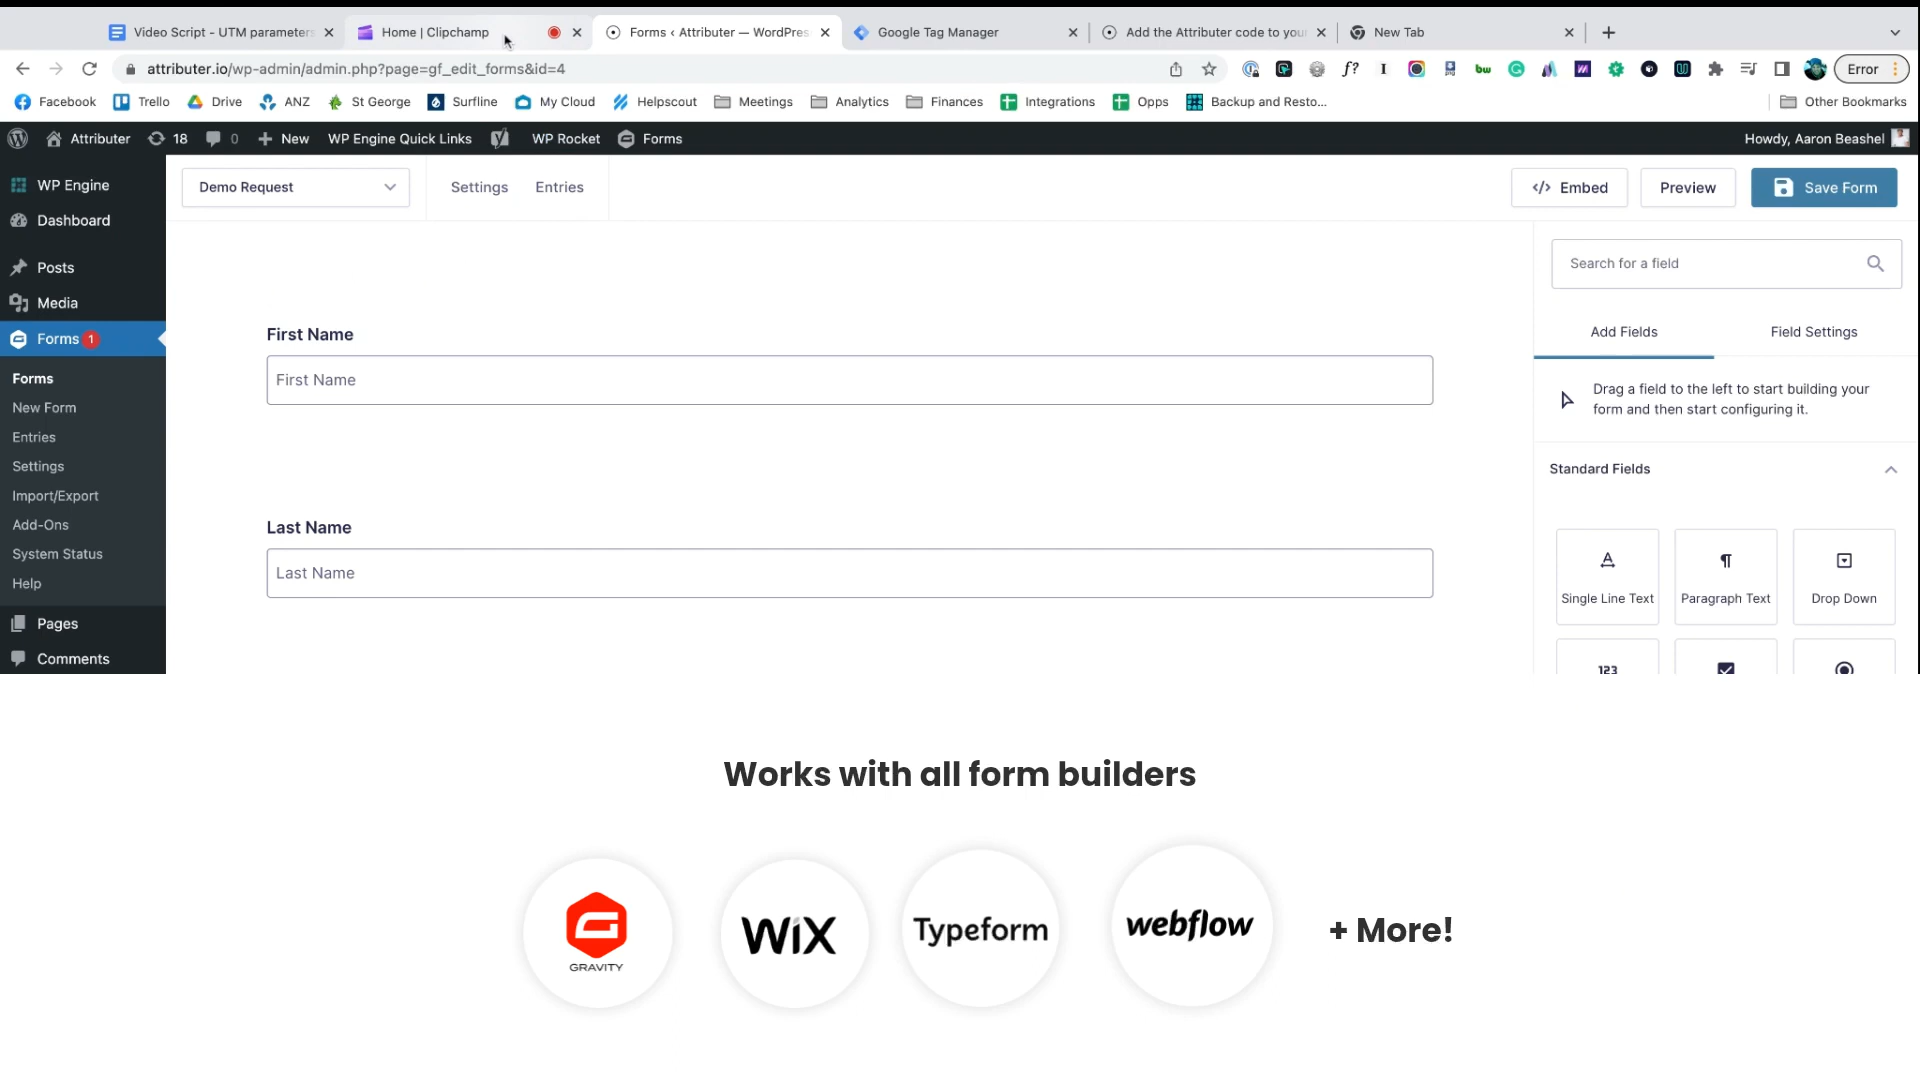 Video Script - UTM parameters
Home | Clipchamp
Forms ‹ Attributer — WordPres
Google Tag Manager
Add the Attributer code to you
New Tab
attributer.io/wp-admin/admin.php?page=gf_edit_forms&id=4
f?
I
bw
Error
Facebook
Trello
Drive
ANZ
St George
Surfline
My Cloud
Helpscout
Meetings
Analytics
Finances
Integrations
Opps
Backup and Resto...
Other Bookmarks
Attributer
18
0
New
WP Engine Quick Links
WP Rocket
Forms
Howdy, Aaron Beashel
WP Engine
Dashboard
Posts
Media
Forms 1
Forms
New Form
Entries
Settings
Import/Export
Add-Ons
System Status
Help
Pages
Comments
Demo Request
Settings
Entries
</> Embed
Preview
Save Form
First Name
First Name
Last Name
Last Name
Search for a field
Add Fields
Field Settings
Drag a field to the left to start building your
form and then start configuring it.
Standard Fields
Single Line Text
Paragraph Text
Drop Down
123
Works with all form builders
GRAVITY
WiX
Typeform
webflow
+ More!